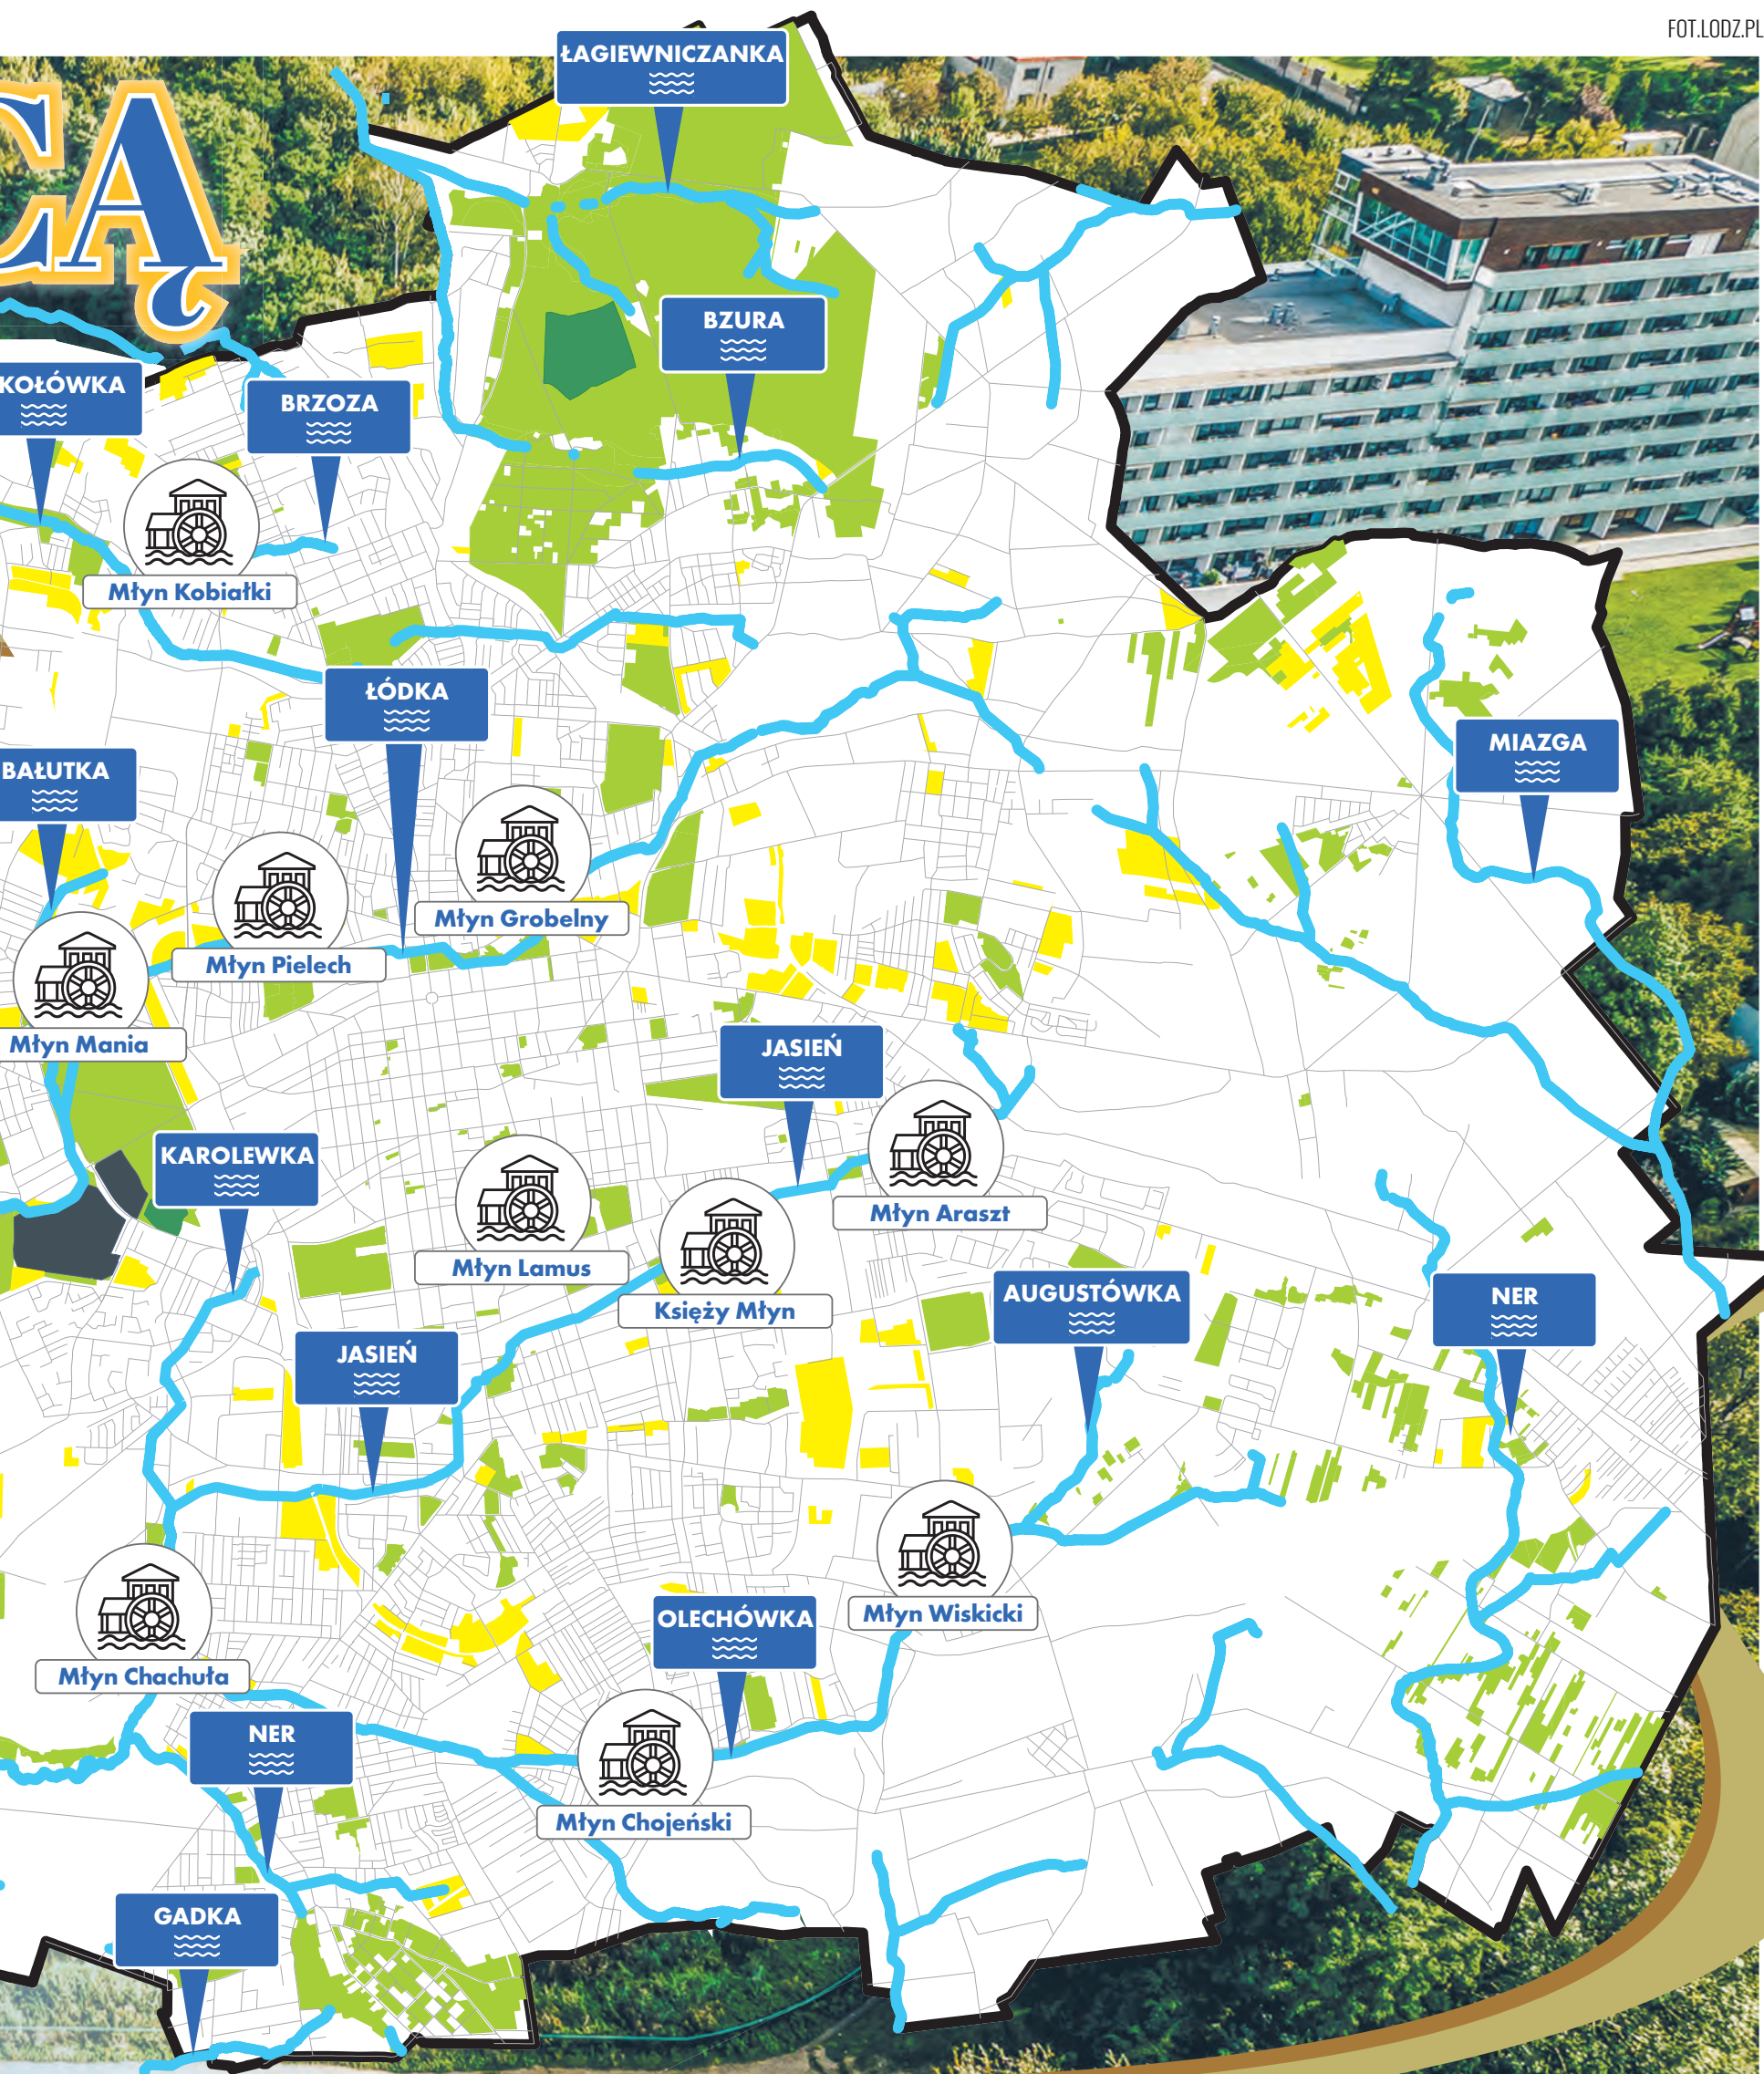 FOT.LODZ.PL
CĄ
ŁAGIEWNICZANKA
BZURA
KOŁÓWKA
BRZOZA
Młyn Kobiałki
ŁÓDKA
MIAZGA
BAŁUTKA
Młyn Grobelny
Młyn Pielech
Młyn Mania
JASIEŃ
KAROLEWKA
Młyn Araszt
Młyn Lamus
Księży Młyn
AUGUSTÓWKA
NER
JASIEŃ
Młyn Wiskicki
OLECHÓWKA
Młyn Chachuła
NER
Młyn Chojeński
GADKA